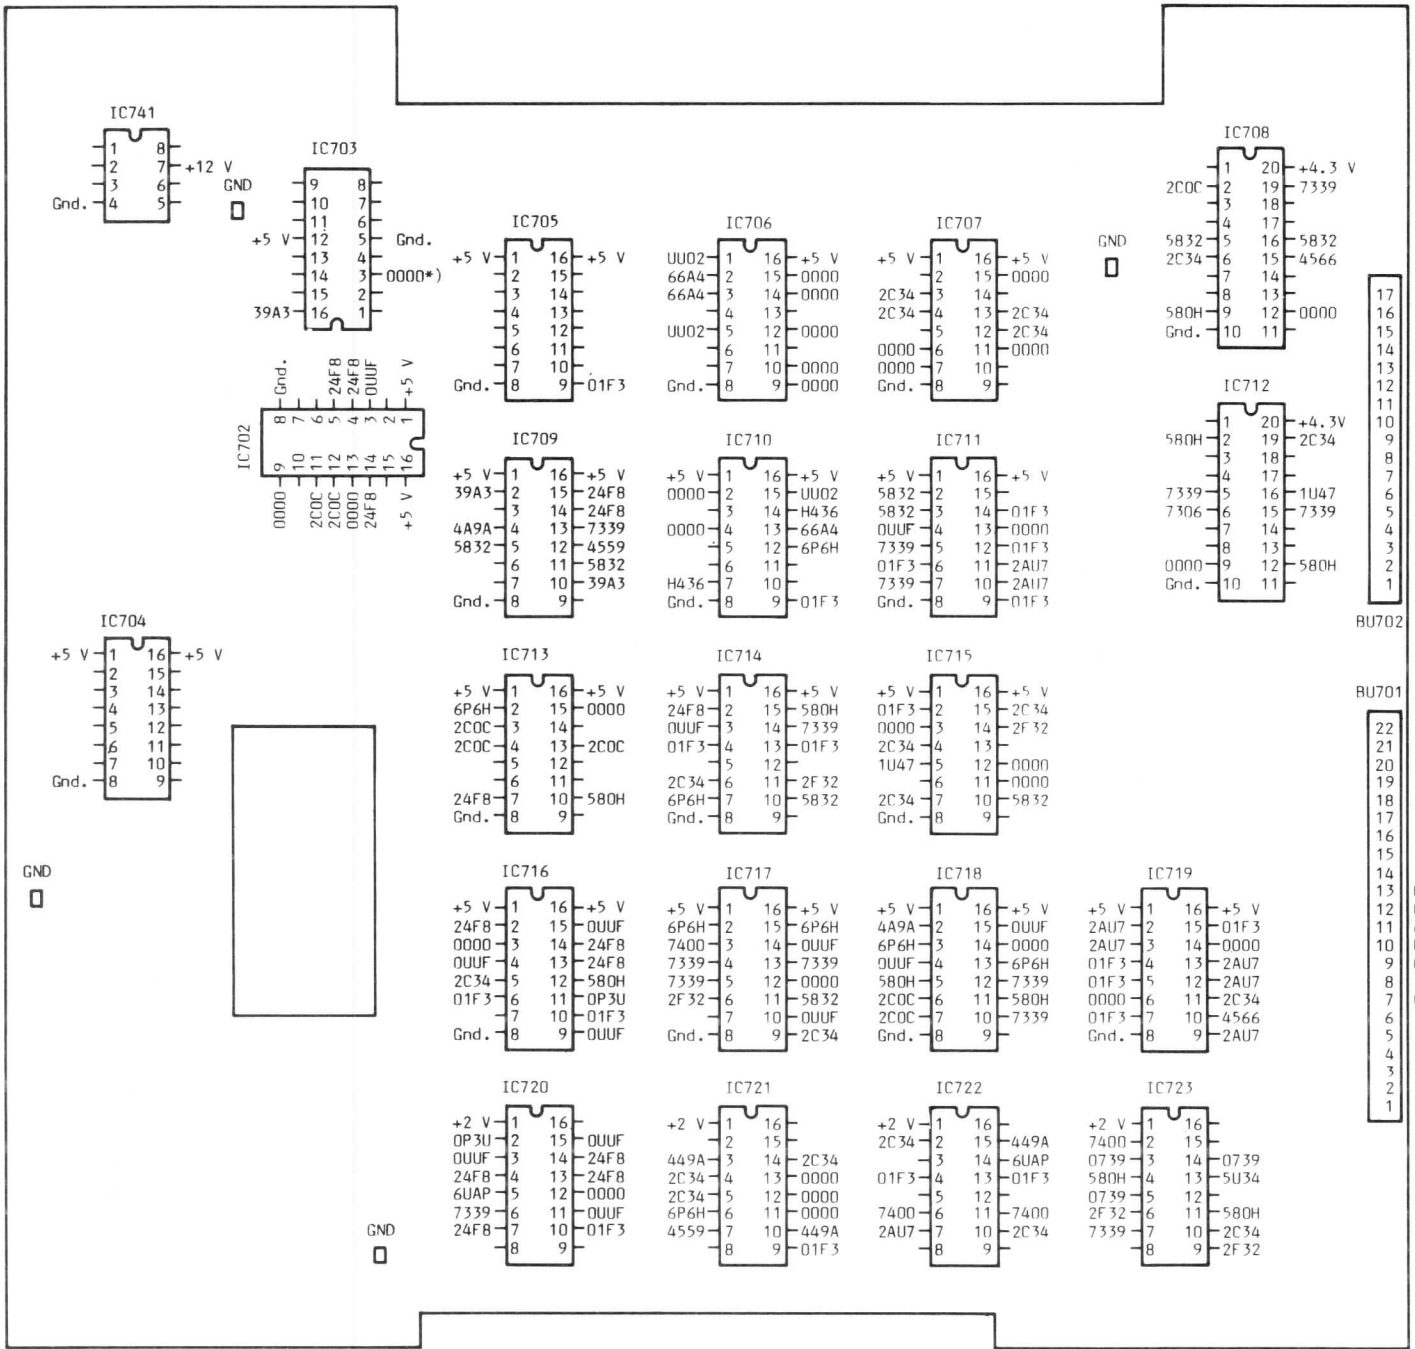 IC741
1 8
2 7 +12 V
3 6
Gnd. 4 5
GND
IC703
9 8
10 7
11 6
+5 V 12 5 Gnd.
13 4
14 3 0000*)
15 2
39A3 16 1
IC705
+5 V 1 16 +5 V
2 15
3 14
4 13
5 12
6 11
7 10
Gnd. 8 9 01F3
IC706
UU02 1 16 +5 V
66A4 2 15 0000
66A4 3 14 0000
4 13
UU02 5 12 0000
6 11
7 10 0000
Gnd. 8 9 0000
IC707
+5 V 1 16 +5 V
2 15 0000
2C34 3 14
2C34 4 13 2C34
5 12 2C34
0000 6 11 0000
0000 7 10
Gnd. 8 9
GND
IC708
1 20 +4.3 V
2C0C 2 19 7339
3 18
4 17
5832 5 16 5832
2C34 6 15 4566
7 14
8 13
580H 9 12 0000
Gnd. 10 11
17
16
15
14
13
12
11
10
9
8
7
6
5
4
3
2
1
BU702
IC702
Gnd. 24F8 24F8 0UUF +5 V
8 7 6 5 4 3 2 1
9 10 11 12 13 14 15 16
0000 2C0C 2C0C 0000 24F8 +5 V
IC709
+5 V 1 16 +5 V
39A3 2 15 24F8
3 14 24F8
4A9A 4 13 7339
5832 5 12 4559
6 11 5832
7 10 39A3
Gnd. 8 9
IC710
+5 V 1 16 +5 V
0000 2 15 UU02
3 14 H436
0000 4 13 66A4
5 12 6P6H
6 11
H436 7 10
Gnd. 8 9 01F3
IC711
+5 V 1 16 +5 V
5832 2 15
5832 3 14 01F3
0UUF 4 13 0000
7339 5 12 01F3
01F3 6 11 2AU7
7339 7 10 2AU7
Gnd. 8 9 01F3
IC712
1 20 +4.3V
580H 2 19 2C34
3 18
4 17
7339 5 16 1U47
7306 6 15 7339
7 14
8 13
0000 9 12 580H
Gnd. 10 11
IC704
+5 V 1 16 +5 V
2 15
3 14
4 13
5 12
6 11
7 10
Gnd. 8 9
IC713
+5 V 1 16 +5 V
6P6H 2 15 0000
2C0C 3 14
2C0C 4 13 2C0C
5 12
6 11
24F8 7 10 580H
Gnd. 8 9
IC714
+5 V 1 16 +5 V
24F8 2 15 580H
0UUF 3 14 7339
01F3 4 13 01F3
5 12
2C34 6 11 2F32
6P6H 7 10 5832
Gnd. 8 9
IC715
+5 V 1 16 +5 V
01F3 2 15 2C34
0000 3 14 2F32
2C34 4 13
1U47 5 12 0000
6 11 0000
2C34 7 10 5832
Gnd. 8 9
BU701
22
21
20
19
18
17
16
15
14
13
12
11
10
9
8
7
6
5
4
3
2
1
GND
IC716
+5 V 1 16 +5 V
24F8 2 15 0UUF
0000 3 14 24F8
0UUF 4 13 24F8
2C34 5 12 580H
01F3 6 11 0P3U
7 10 01F3
Gnd. 8 9 0UUF
IC717
+5 V 1 16 +5 V
6P6H 2 15 6P6H
7400 3 14 0UUF
7339 4 13 7339
7339 5 12 0000
2F32 6 11 5832
7 10 0UUF
Gnd. 8 9 2C34
IC718
+5 V 1 16 +5 V
4A9A 2 15 0UUF
6P6H 3 14 0000
0UUF 4 13 6P6H
580H 5 12 7339
2C0C 6 11 580H
2C0C 7 10 7339
Gnd. 8 9
IC719
+5 V 1 16 +5 V
2AU7 2 15 01F3
2AU7 3 14 0000
01F3 4 13 2AU7
01F3 5 12 2AU7
0000 6 11 2C34
01F3 7 10 4566
Gnd. 8 9 2AU7
IC720
+2 V 1 16
0P3U 2 15 0UUF
0UUF 3 14 24F8
24F8 4 13 24F8
6UAP 5 12 0000
7339 6 11 0UUF
24F8 7 10 01F3
8 9
IC721
+2 V 1 16
2 15
449A 3 14 2C34
2C34 4 13 0000
2C34 5 12 0000
6P6H 6 11 0000
4559 7 10 449A
8 9 01F3
IC722
+2 V 1 16
2C34 2 15 449A
3 14 6UAP
01F3 4 13 01F3
5 12
7400 6 11 7400
2AU7 7 10 2C34
8 9
IC723
+2 V 1 16
7400 2 15
0739 3 14 0739
580H 4 13 5U34
0739 5 12
2F32 6 11 580H
7339 7 10 2C34
8 9 2F32
GND